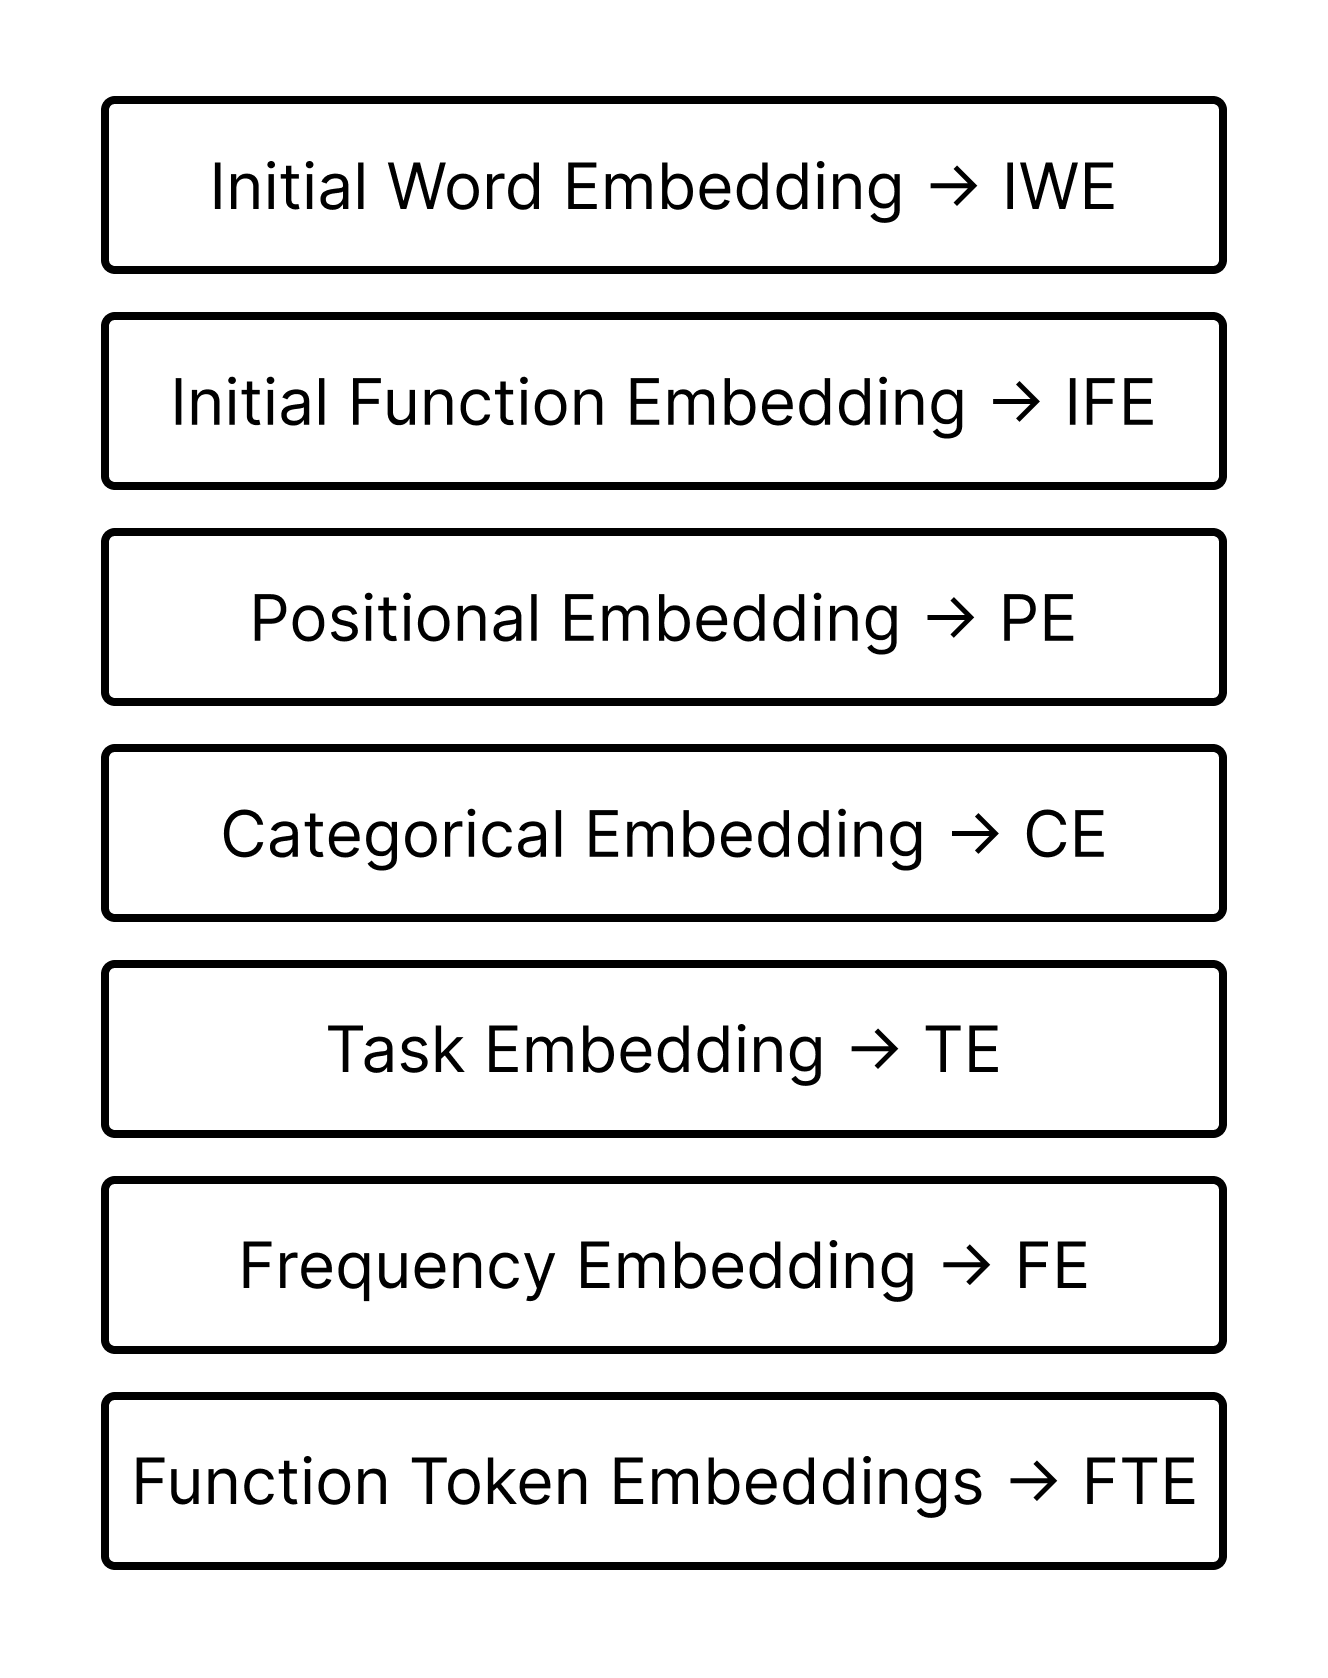 Initial Word Embedding → IWE
Initial Function Embedding → IFE
Positional Embedding → PE
Categorical Embedding → CE
Task Embedding → TE
Frequency Embedding → FE
Function Token Embeddings → FTE